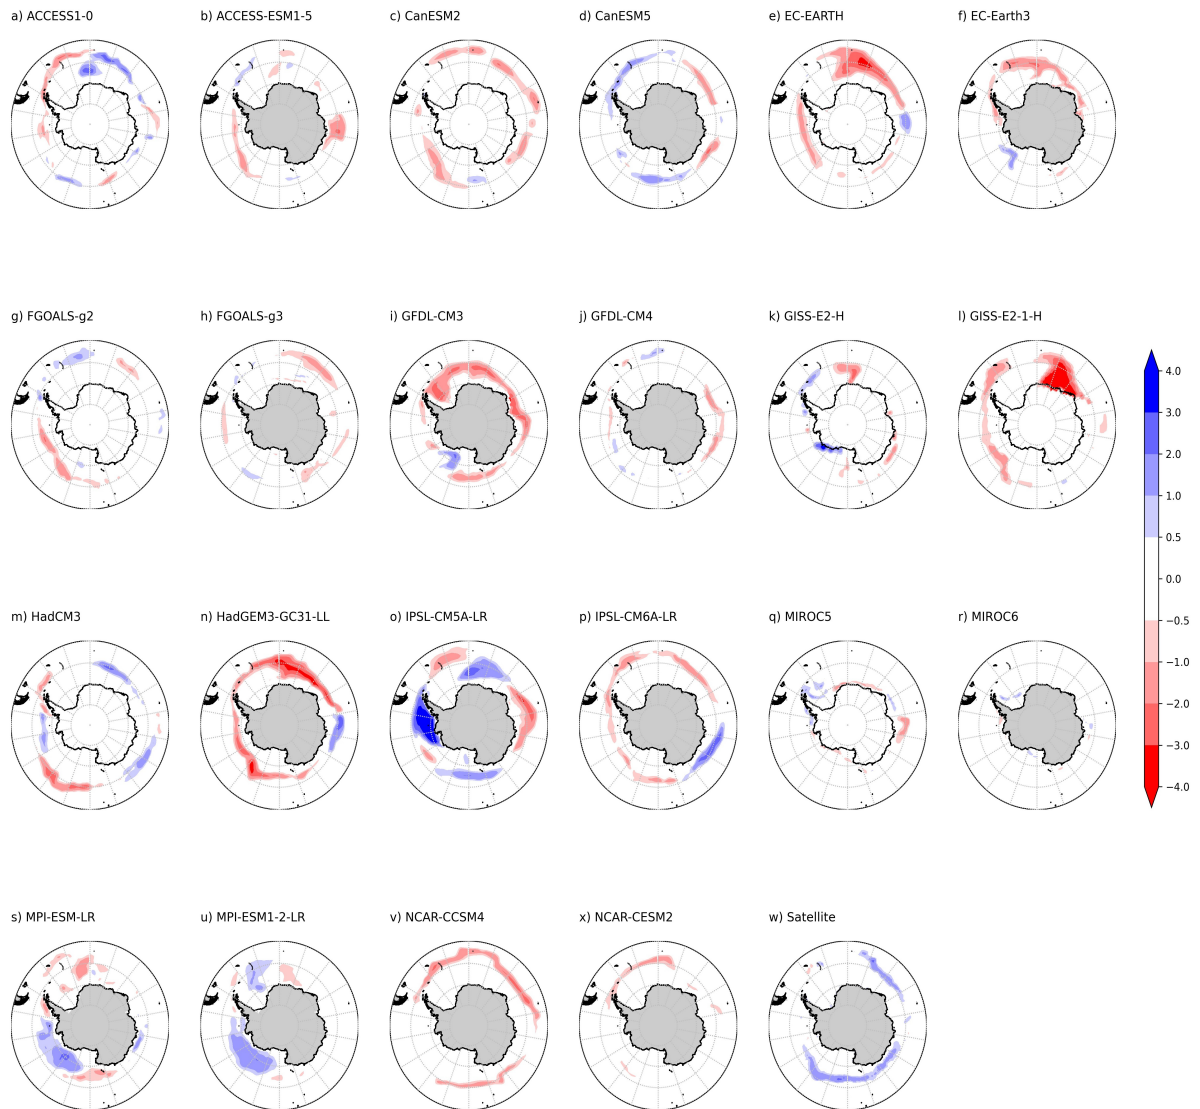 a) ACCESS1-0
b) ACCESS-ESM1-5
c) CanESM2
d) CanESM5
e) EC-EARTH
f) EC-Earth3
g) FGOALS-g2
h) FGOALS-g3
i) GFDL-CM3
j) GFDL-CM4
k) GISS-E2-H
l) GISS-E2-1-H
4.0
3.0
2.0
1.0
0.5
0.0
−0.5
−1.0
−2.0
−3.0
−4.0
m) HadCM3
n) HadGEM3-GC31-LL
o) IPSL-CM5A-LR
p) IPSL-CM6A-LR
q) MIROC5
r) MIROC6
s) MPI-ESM-LR
u) MPI-ESM1-2-LR
v) NCAR-CCSM4
x) NCAR-CESM2
w) Satellite